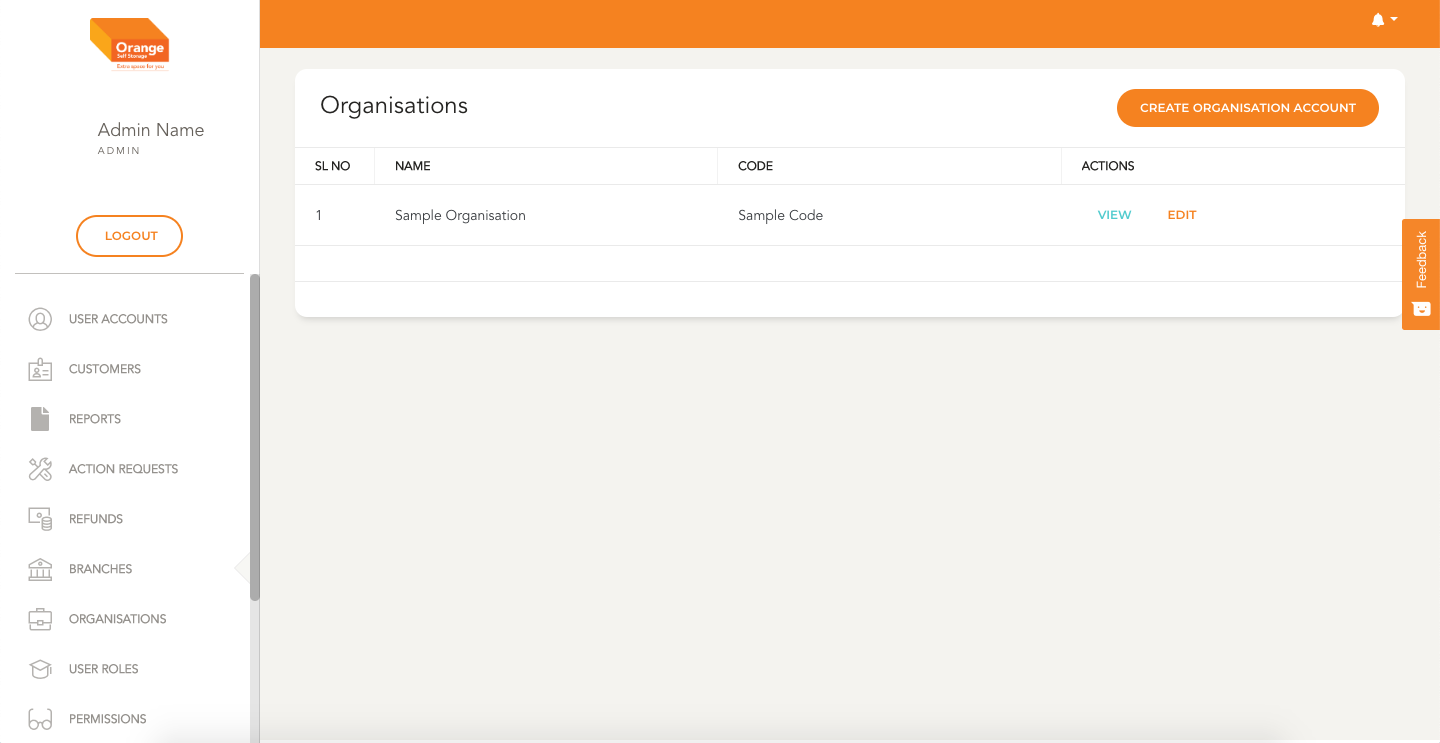 Orange
Self Storage
Extra space for you
Admin Name
ADMIN
LOGOUT
USER ACCOUNTS
CUSTOMERS
REPORTS
ACTION REQUESTS
REFUNDS
BRANCHES
ORGANISATIONS
USER ROLES
PERMISSIONS
Organisations
CREATE ORGANISATION ACCOUNT
SL NO NAME CODE ACTIONS
1 Sample Organisation Sample Code VIEW EDIT
Feedback